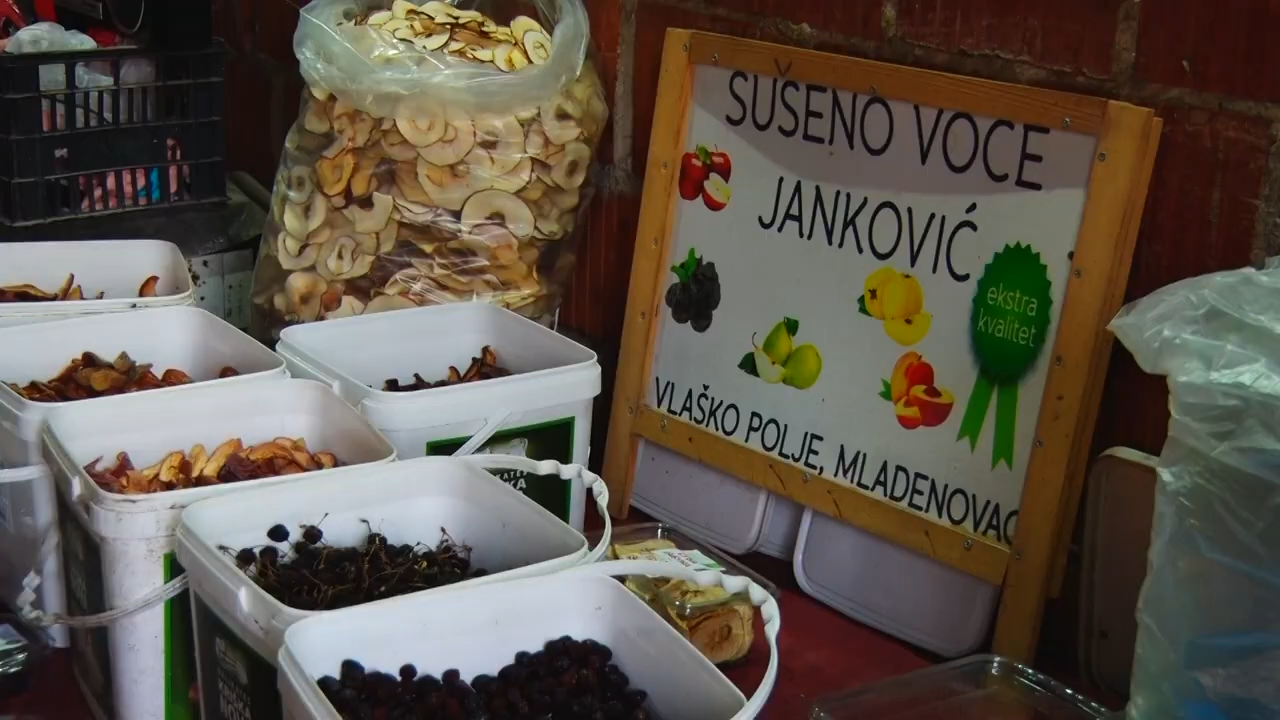 SUŠENO VOCE
JANKOVIĆ
ekstra
kvalitet
VLAŠKO POLJE, MLADENOVAC